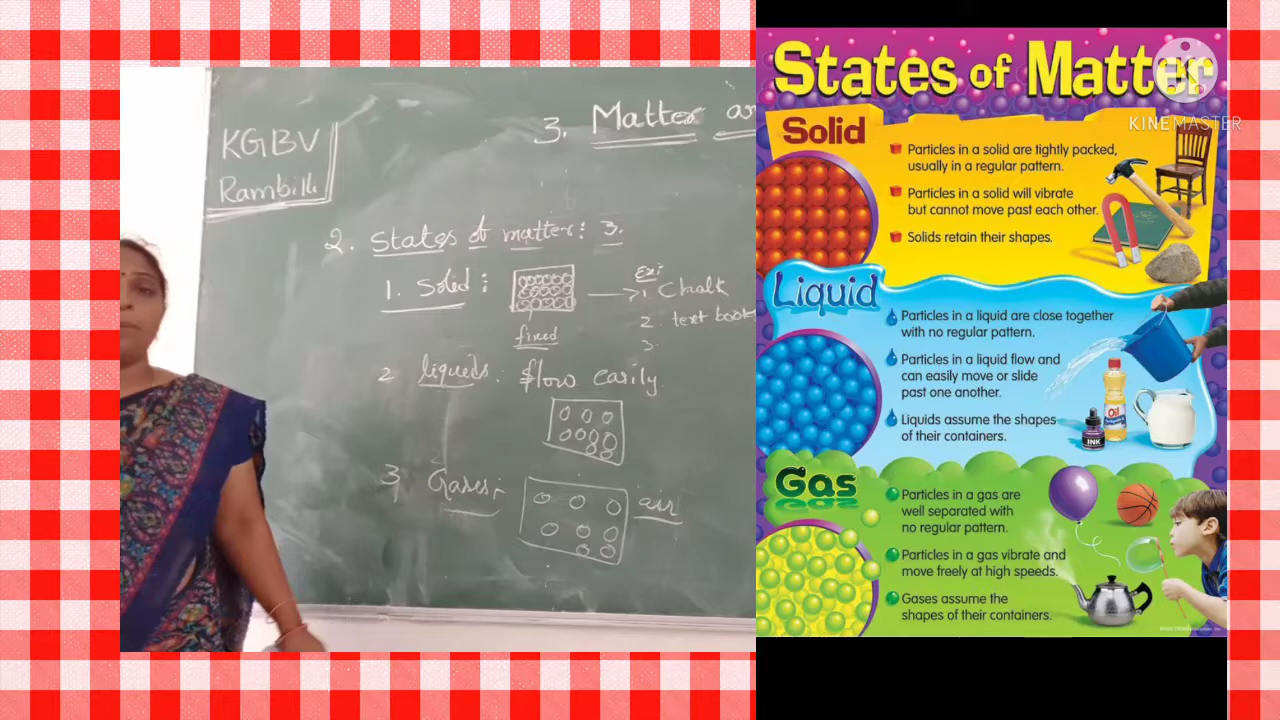 KGBV
Rambilli
3. Matter an
2. States of matter: 3.
1. Solid:
Ex:
1 Chalk
2. text book
3.
fixed
2 liquids: flow easily.
3, Gases:-
air
States of Matter
KINEMASTER
Solid
Particles in a solid are tightly packed,
usually in a regular pattern.
Particles in a solid will vibrate
but cannot move past each other.
Solids retain their shapes.
Liquid
Particles in a liquid are close together
with no regular pattern.
Particles in a liquid flow and
can easily move or slide
past one another.
Liquids assume the shapes
of their containers.
Oil
INK
Gas
Particles in a gas are
well separated with
no regular pattern.
Particles in a gas vibrate and
move freely at high speeds.
Gases assume the
shapes of their containers.